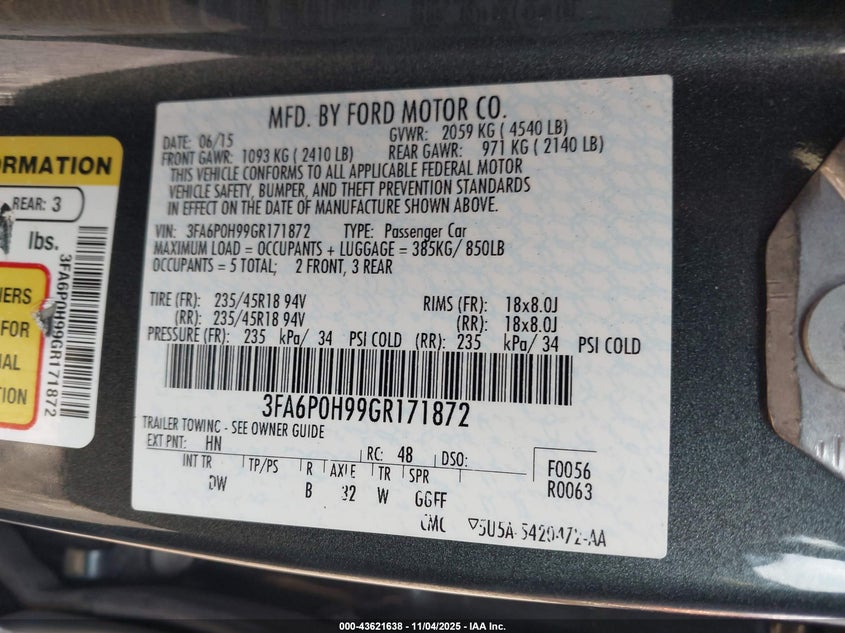 MFD. BY FORD MOTOR CO.
DATE: 06/15 GVWR: 2059 KG ( 4540 LB)
FRONT GAWR: 1093 KG ( 2410 LB) REAR GAWR: 971 KG ( 2140 LB)
THIS VEHICLE CONFORMS TO ALL APPLICABLE FEDERAL MOTOR
VEHICLE SAFETY, BUMPER, AND THEFT PREVENTION STANDARDS
IN EFFECT ON THE DATE OF MANUFACTURE SHOWN ABOVE.
VIN: 3FA6P0H99GR171872 TYPE: Passenger Car
MAXIMUM LOAD = OCCUPANTS + LUGGAGE = 385KG/ 850LB
OCCUPANTS = 5 TOTAL; 2 FRONT, 3 REAR
TIRE (FR): 235/45R18 94V RIMS (FR): 18x8.0J
(RR): 235/45R18 94V (RR): 18x8.0J
PRESSURE (FR): 235 kPa/ 34 PSI COLD (RR): 235 kPa/ 34 PSI COLD
3FA6P0H99GR171872
TRAILER TOWING - SEE OWNER GUIDE
EXT PNT: HN RC: 48 DSO: F0056
INT TR TP/PS R AXLE TR SPR R0063
DW B 32 W GGFF
CMC 5U5A-5420472-AA
ORMATION
REAR: 3
lbs.
NERS
FOR
IAL
TION
3FA6P0H99GR171872
000-43621638 - 11/04/2025 - IAA Inc.